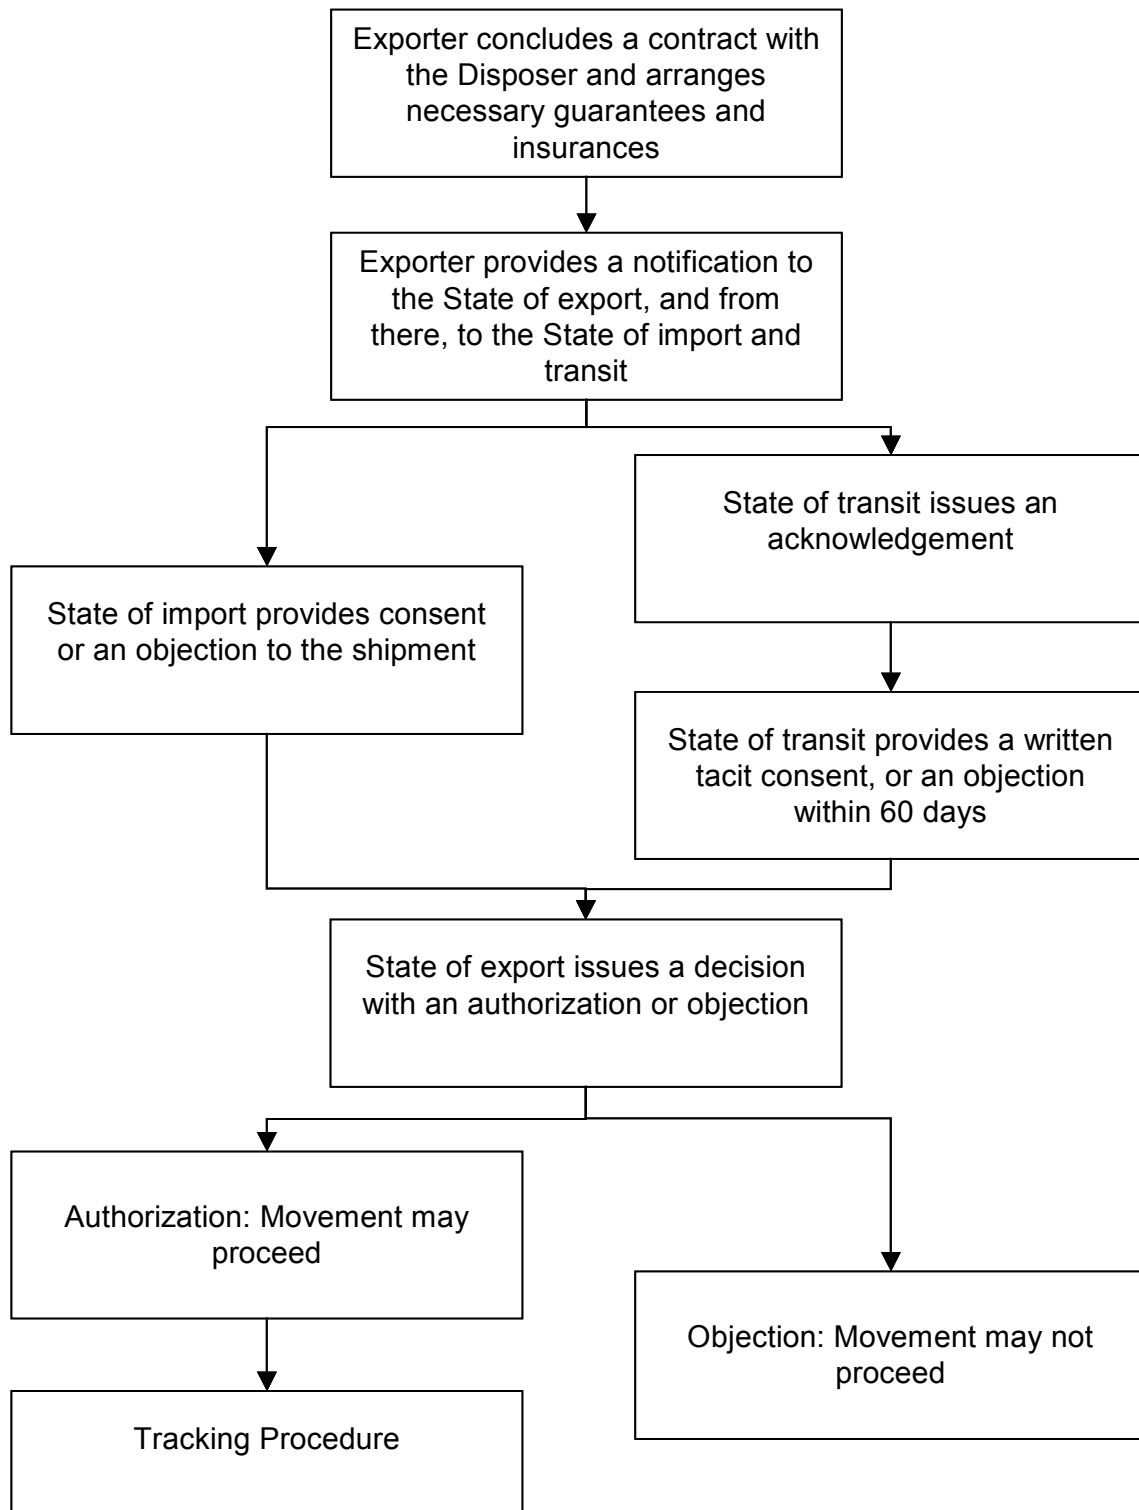 Exporter concludes a contract with
the Disposer and arranges
necessary guarantees and
insurances
Exporter provides a notification to
the State of export, and from
there, to the State of import and
transit
State of transit issues an
acknowledgement
State of import provides consent
or an objection to the shipment
State of transit provides a written
tacit consent, or an objection
within 60 days
State of export issues a decision
with an authorization or objection
Authorization: Movement may
proceed
Objection: Movement may not
proceed
Tracking Procedure